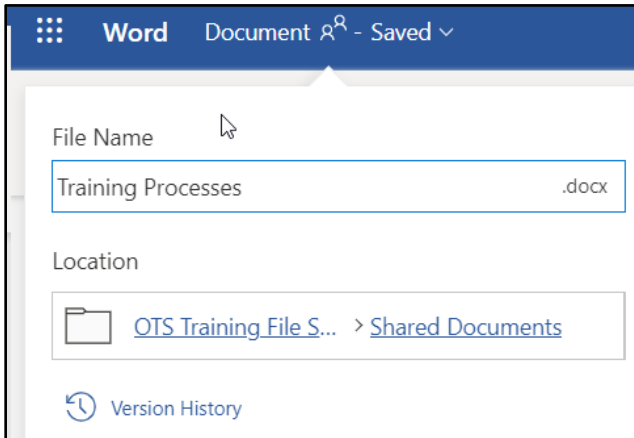 Word Document - Saved
File Name
Training Processes .docx
Location
OTS Training File S... > Shared Documents
Version History